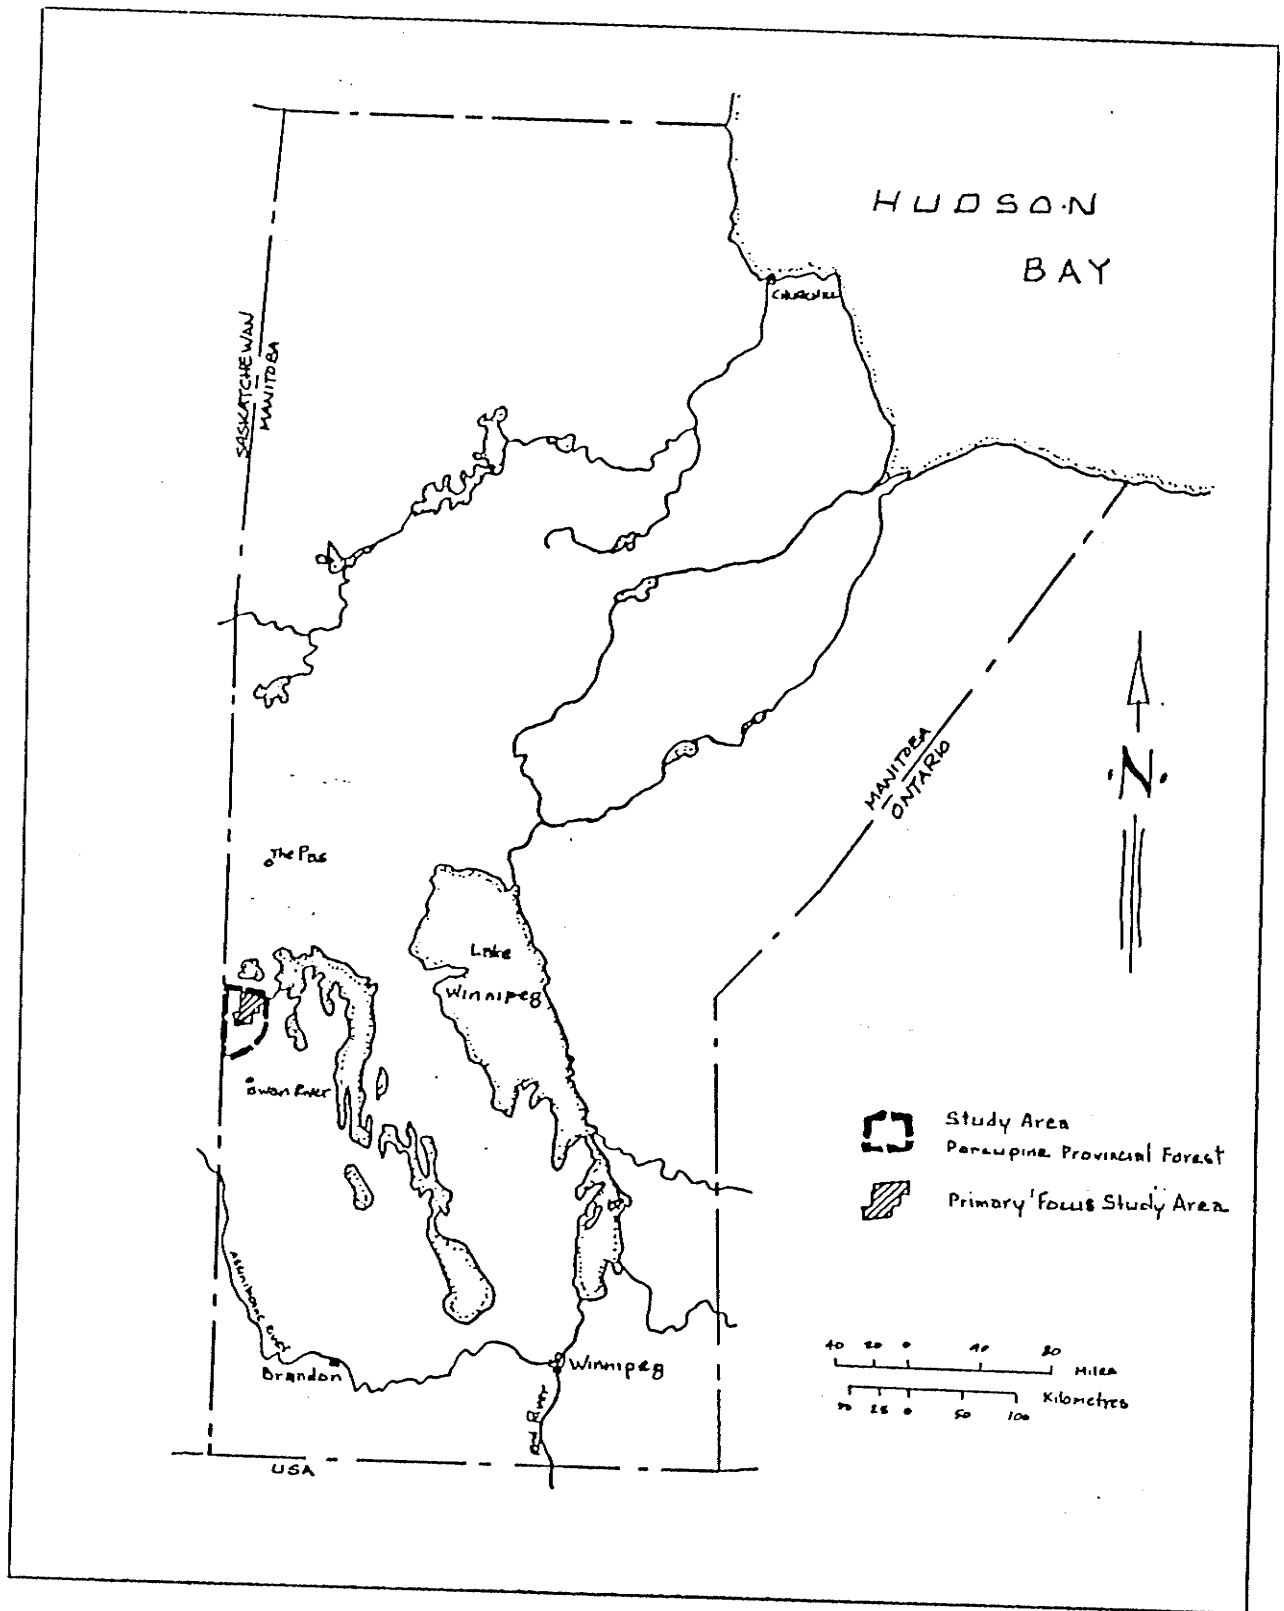 HUDSON
BAY
CHURCHILL
SASKATCHEWAN
MANITOBA
MANITOBA
ONTARIO
N
The Pas
Lake
Winnipeg
Swan River
Study Area
Porcupine Provincial Forest
Primary Focus Study Area
Assiniboine River
Brandon
Winnipeg
Red River
40 20 0 40 80
Miles
Kilometres
25 0 50 100
USA